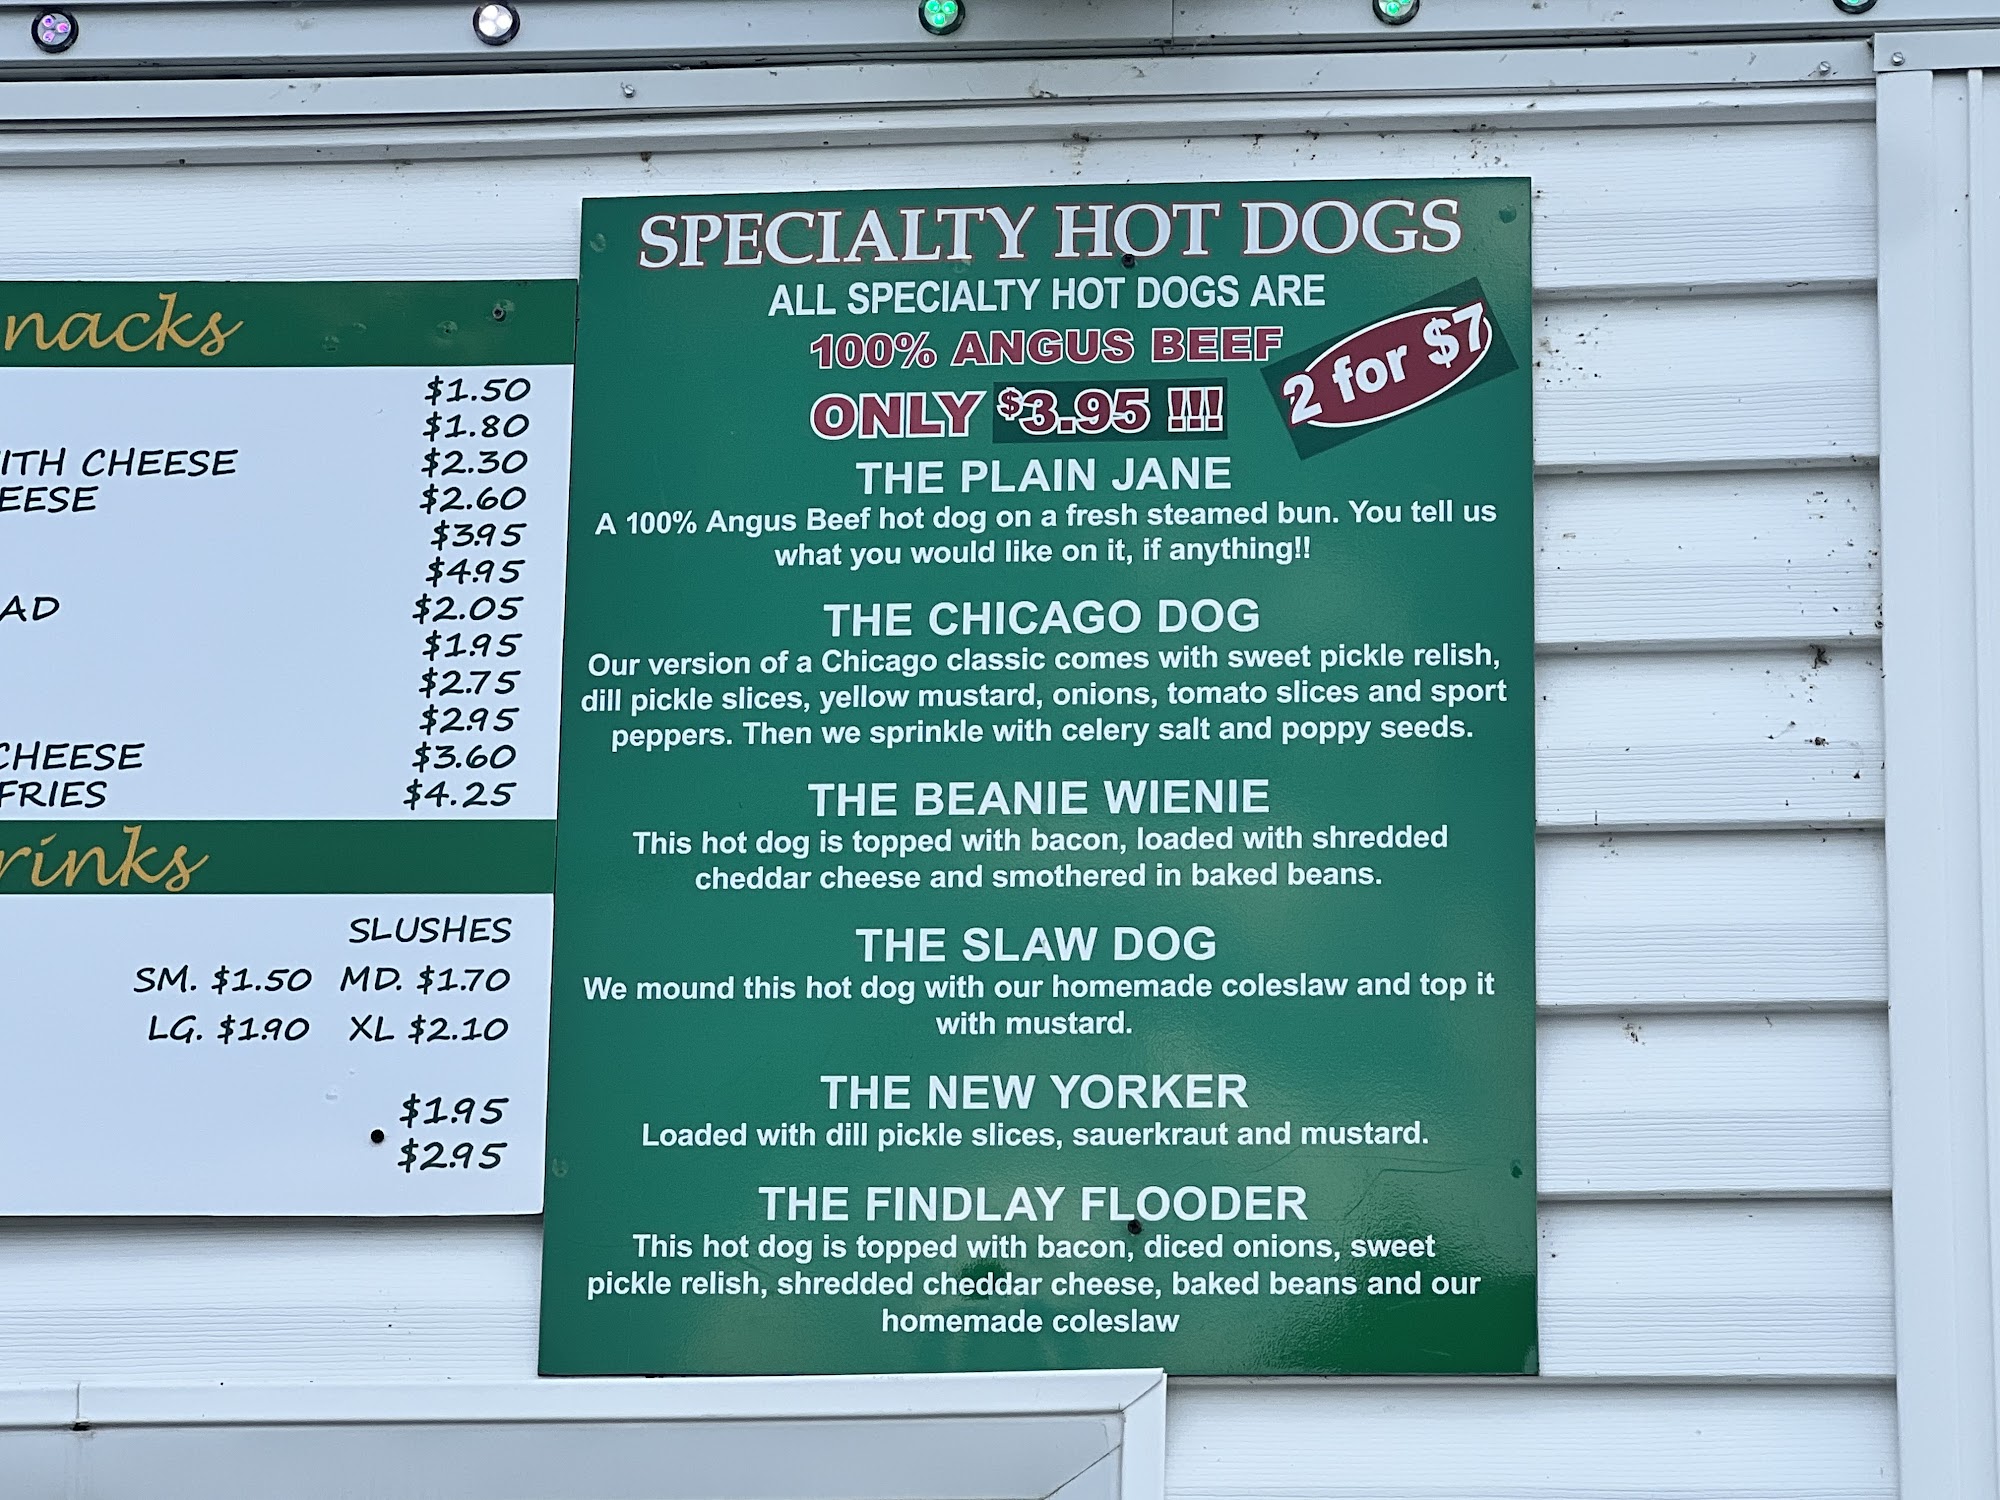 nacks
$1.50
$1.80
ITH CHEESE $2.30
EESE $2.60
$3.95
$4.95
AD $2.05
$1.95
$2.75
$2.95
CHEESE $3.60
FRIES $4.25
rinks
SLUSHES
SM. $1.50 MD. $1.70
LG. $1.90 XL $2.10
$1.95
$2.95
SPECIALTY HOT DOGS
ALL SPECIALTY HOT DOGS ARE
100% ANGUS BEEF
ONLY $3.95 !!!
2 for $7
THE PLAIN JANE
A 100% Angus Beef hot dog on a fresh steamed bun. You tell us
what you would like on it, if anything!!
THE CHICAGO DOG
Our version of a Chicago classic comes with sweet pickle relish,
dill pickle slices, yellow mustard, onions, tomato slices and sport
peppers. Then we sprinkle with celery salt and poppy seeds.
THE BEANIE WIENIE
This hot dog is topped with bacon, loaded with shredded
cheddar cheese and smothered in baked beans.
THE SLAW DOG
We mound this hot dog with our homemade coleslaw and top it
with mustard.
THE NEW YORKER
Loaded with dill pickle slices, sauerkraut and mustard.
THE FINDLAY FLOODER
This hot dog is topped with bacon, diced onions, sweet
pickle relish, shredded cheddar cheese, baked beans and our
homemade coleslaw